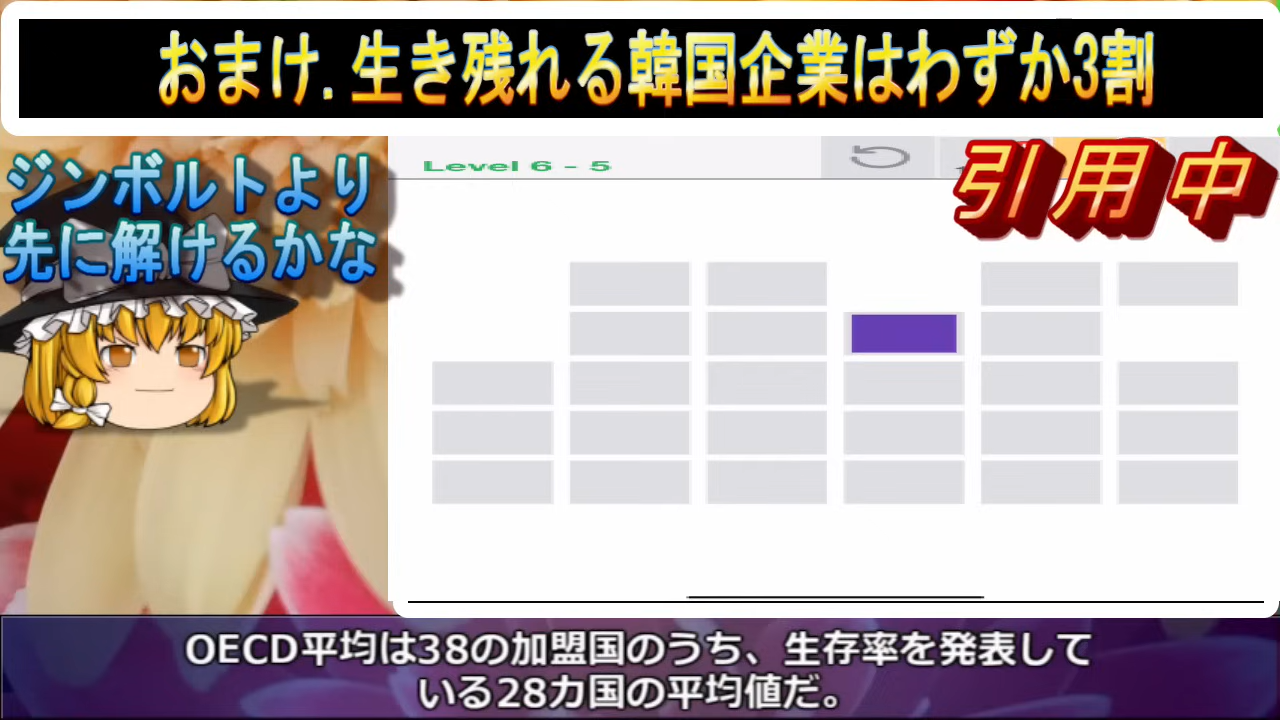 おまけ.生き残れる韓国企業はわずか3割
ジンボルトより
先に解けるかな
Level 6 - 5
引用中
OECD平均は38の加盟国のうち、生存率を発表して
いる28カ国の平均値だ。